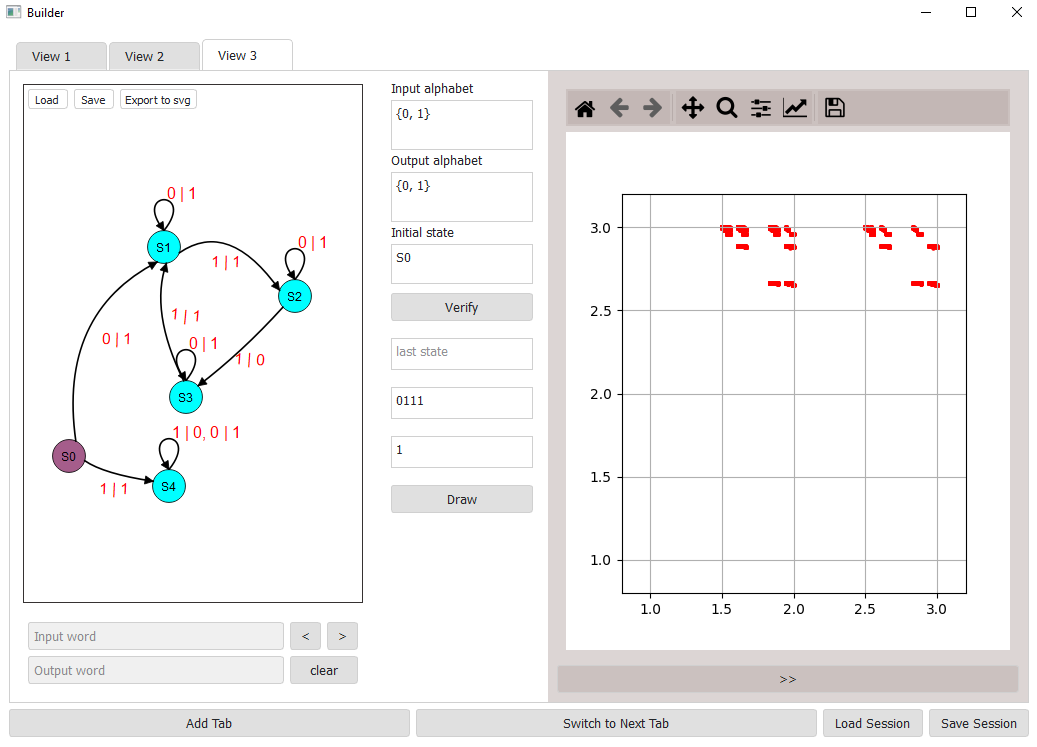 Builder
View 1
View 2
View 3
Load
Save
Export to svg
0 | 1
S1
1 | 1
0 | 1
S2
1 | 1
0 | 1
0 | 1
1 | 0
S3
1 | 0, 0 | 1
S0
S4
1 | 1
Input word
<
>
Output word
clear
Input alphabet
{0, 1}
Output alphabet
{0, 1}
Initial state
S0
Verify
last state
0111
1
Draw
3.0
2.5
2.0
1.5
1.0
1.0
1.5
2.0
2.5
3.0
>>
Add Tab
Switch to Next Tab
Load Session
Save Session